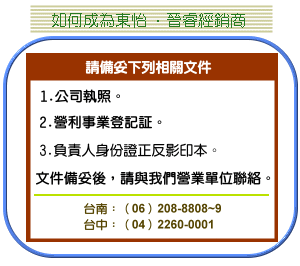 如何成為東怡．晉睿經銷商
請備妥下列相關文件
1.公司執照。
2.營利事業登記証。
3.負責人身份證正反影印本。
文件備妥後，請與我們營業單位聯絡。
台南：（06）208-8808~9
台中：（04）2260-0001